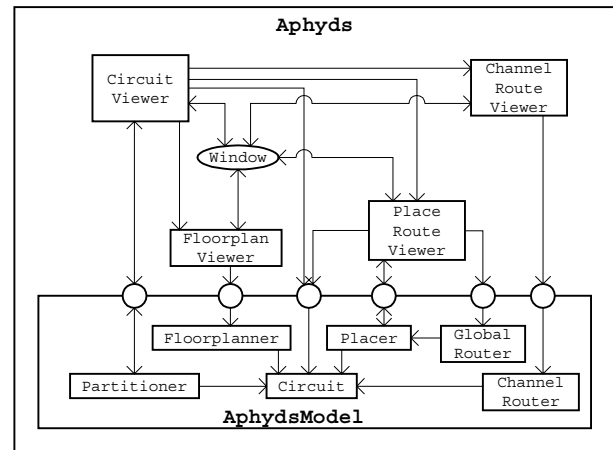 Aphyds
Circuit
Viewer
Channel
Route
Viewer
Window
Place
Route
Viewer
Floorplan
Viewer
Floorplanner
Placer
Global
Router
Partitioner
Circuit
Channel
Router
AphydsModel